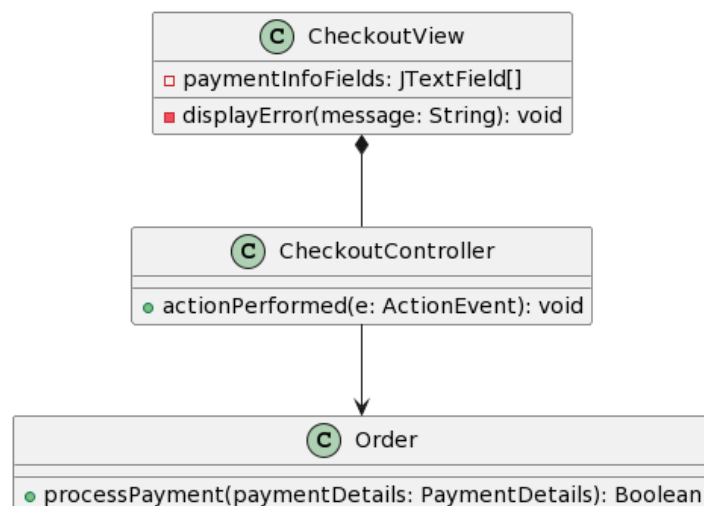 C CheckoutView
paymentInfoFields: JTextField[]
displayError(message: String): void
C CheckoutController
actionPerformed(e: ActionEvent): void
C Order
processPayment(paymentDetails: PaymentDetails): Boolean